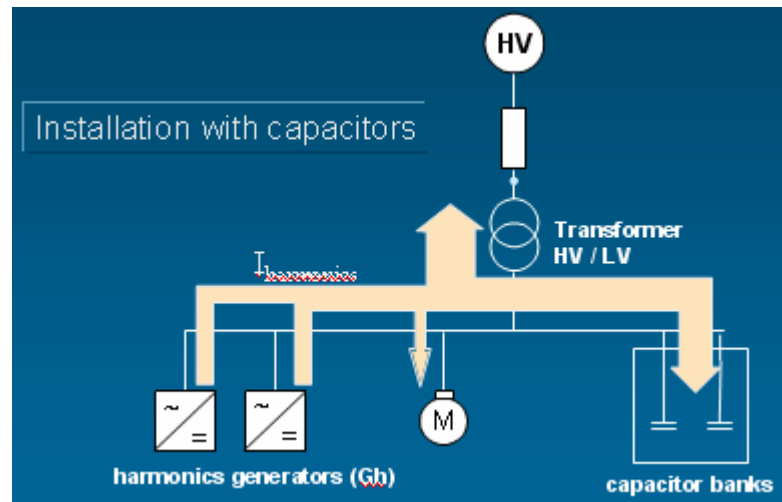 HV
Installation with capacitors
Transformer
HV / LV
Iharmonics
~
=
~
=
M
harmonics generators (Gh)
capacitor banks